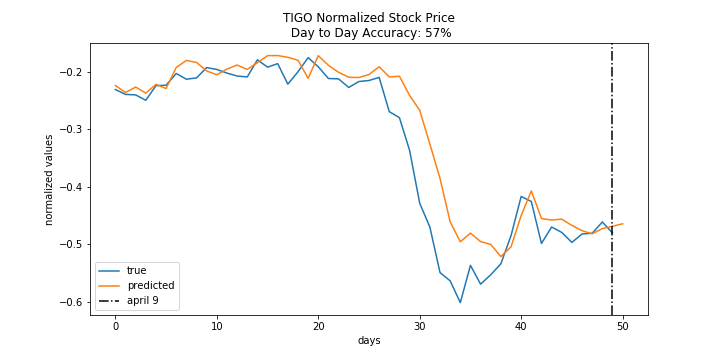 TIGO Normalized Stock Price
Day to Day Accuracy: 57%
normalized values
−0.2
−0.3
−0.4
−0.5
−0.6
true
predicted
april 9
0 10 20 30 40 50
days